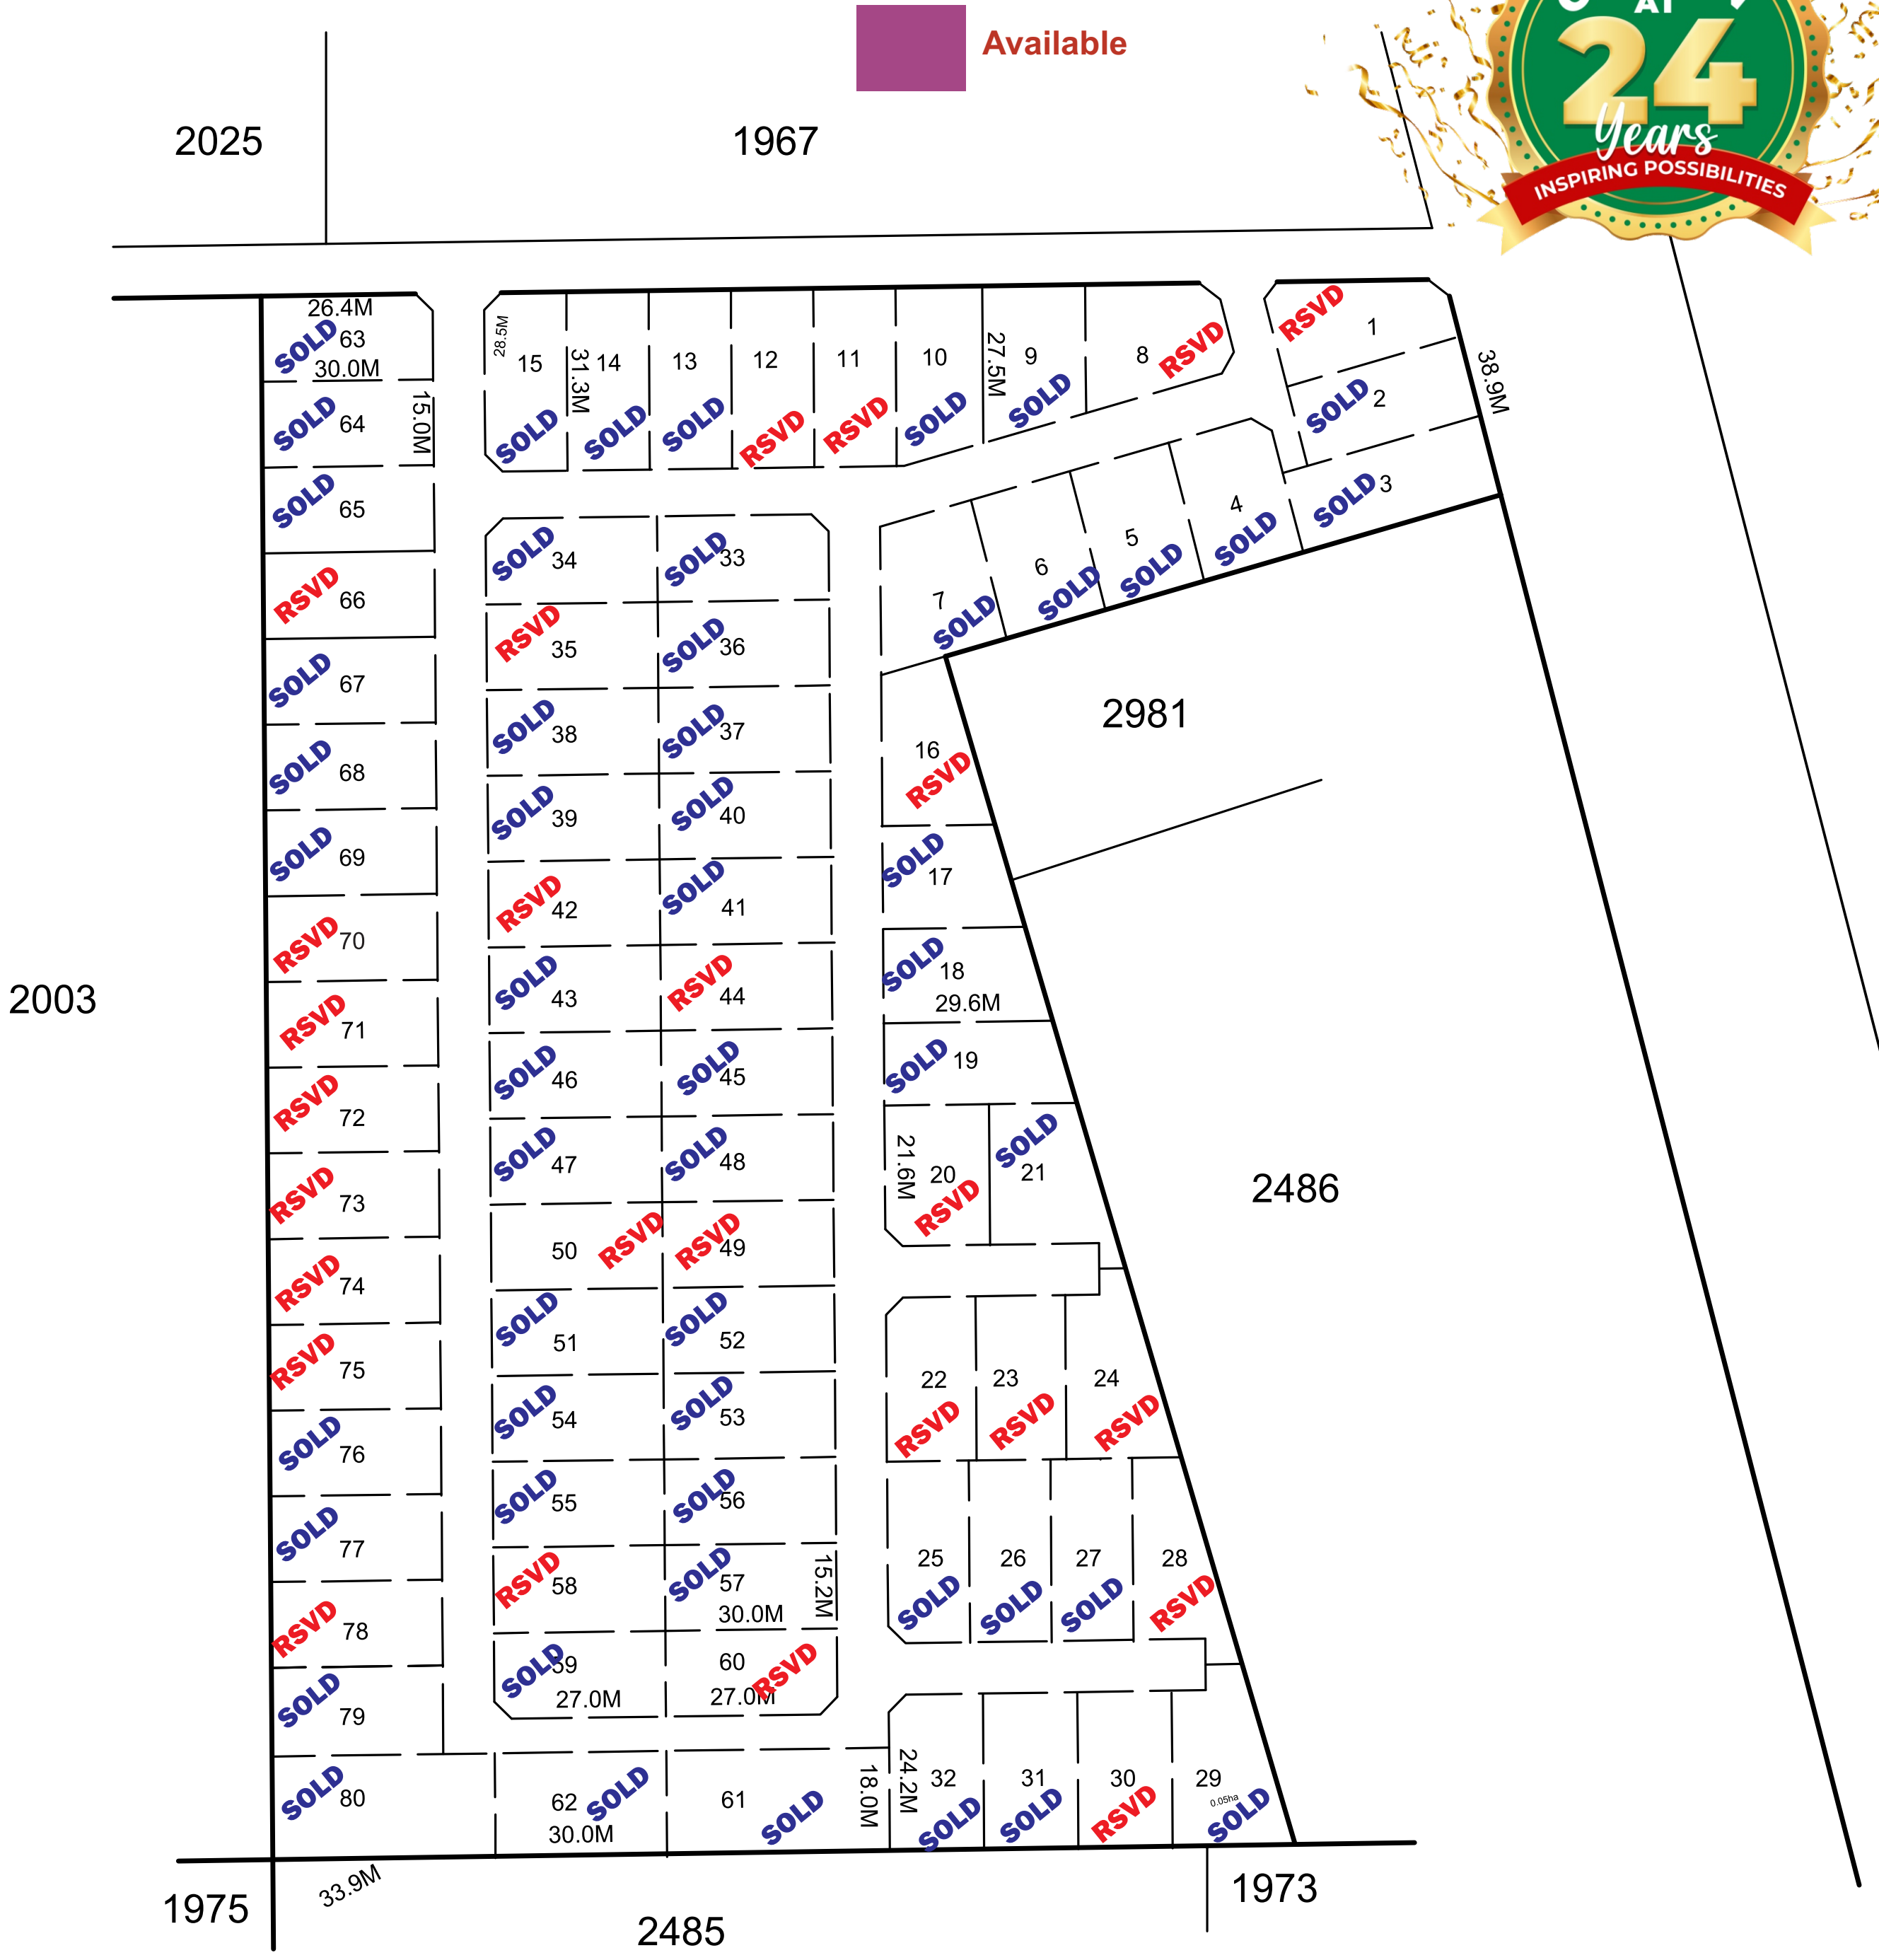 AT
24
Years
INSPIRING POSSIBILITIES
Available
2025
1967
26.4M
SOLD 63
30.0M
SOLD 64
15.0M
SOLD 65
RSVD 66
SOLD 67
SOLD 68
SOLD 69
RSVD 70
RSVD 71
RSVD 72
RSVD 73
RSVD 74
RSVD 75
SOLD 76
SOLD 77
RSVD 78
SOLD 79
SOLD 80
33.9M
28.5M
15 SOLD
31.3M
14 SOLD
13 SOLD
12 RSVD
11 RSVD
10 SOLD
27.5M
9 SOLD
8 RSVD
RSVD 1
SOLD 2
38.9M
SOLD 3
4 SOLD
5 SOLD
6 SOLD
7 SOLD
SOLD 34
SOLD 33
RSVD 35
SOLD 36
SOLD 38
SOLD 37
SOLD 39
SOLD 40
RSVD 42
SOLD 41
SOLD 43
RSVD 44
SOLD 46
SOLD 45
SOLD 47
SOLD 48
50 RSVD
RSVD 49
SOLD 51
SOLD 52
SOLD 54
SOLD 53
SOLD 55
SOLD 56
RSVD 58
SOLD 57
30.0M
15.2M
SOLD 59
27.0M
60 RSVD
27.0M
62 SOLD
30.0M
61 SOLD
18.0M
16 RSVD
SOLD 17
SOLD 18
29.6M
SOLD 19
21.6M
20 RSVD
SOLD 21
22 RSVD
23 RSVD
24 RSVD
25 SOLD
26 SOLD
27 SOLD
28 RSVD
24.2M
32 SOLD
31 SOLD
30 RSVD
29
0.05ha
SOLD
2981
2486
2003
1975
2485
1973